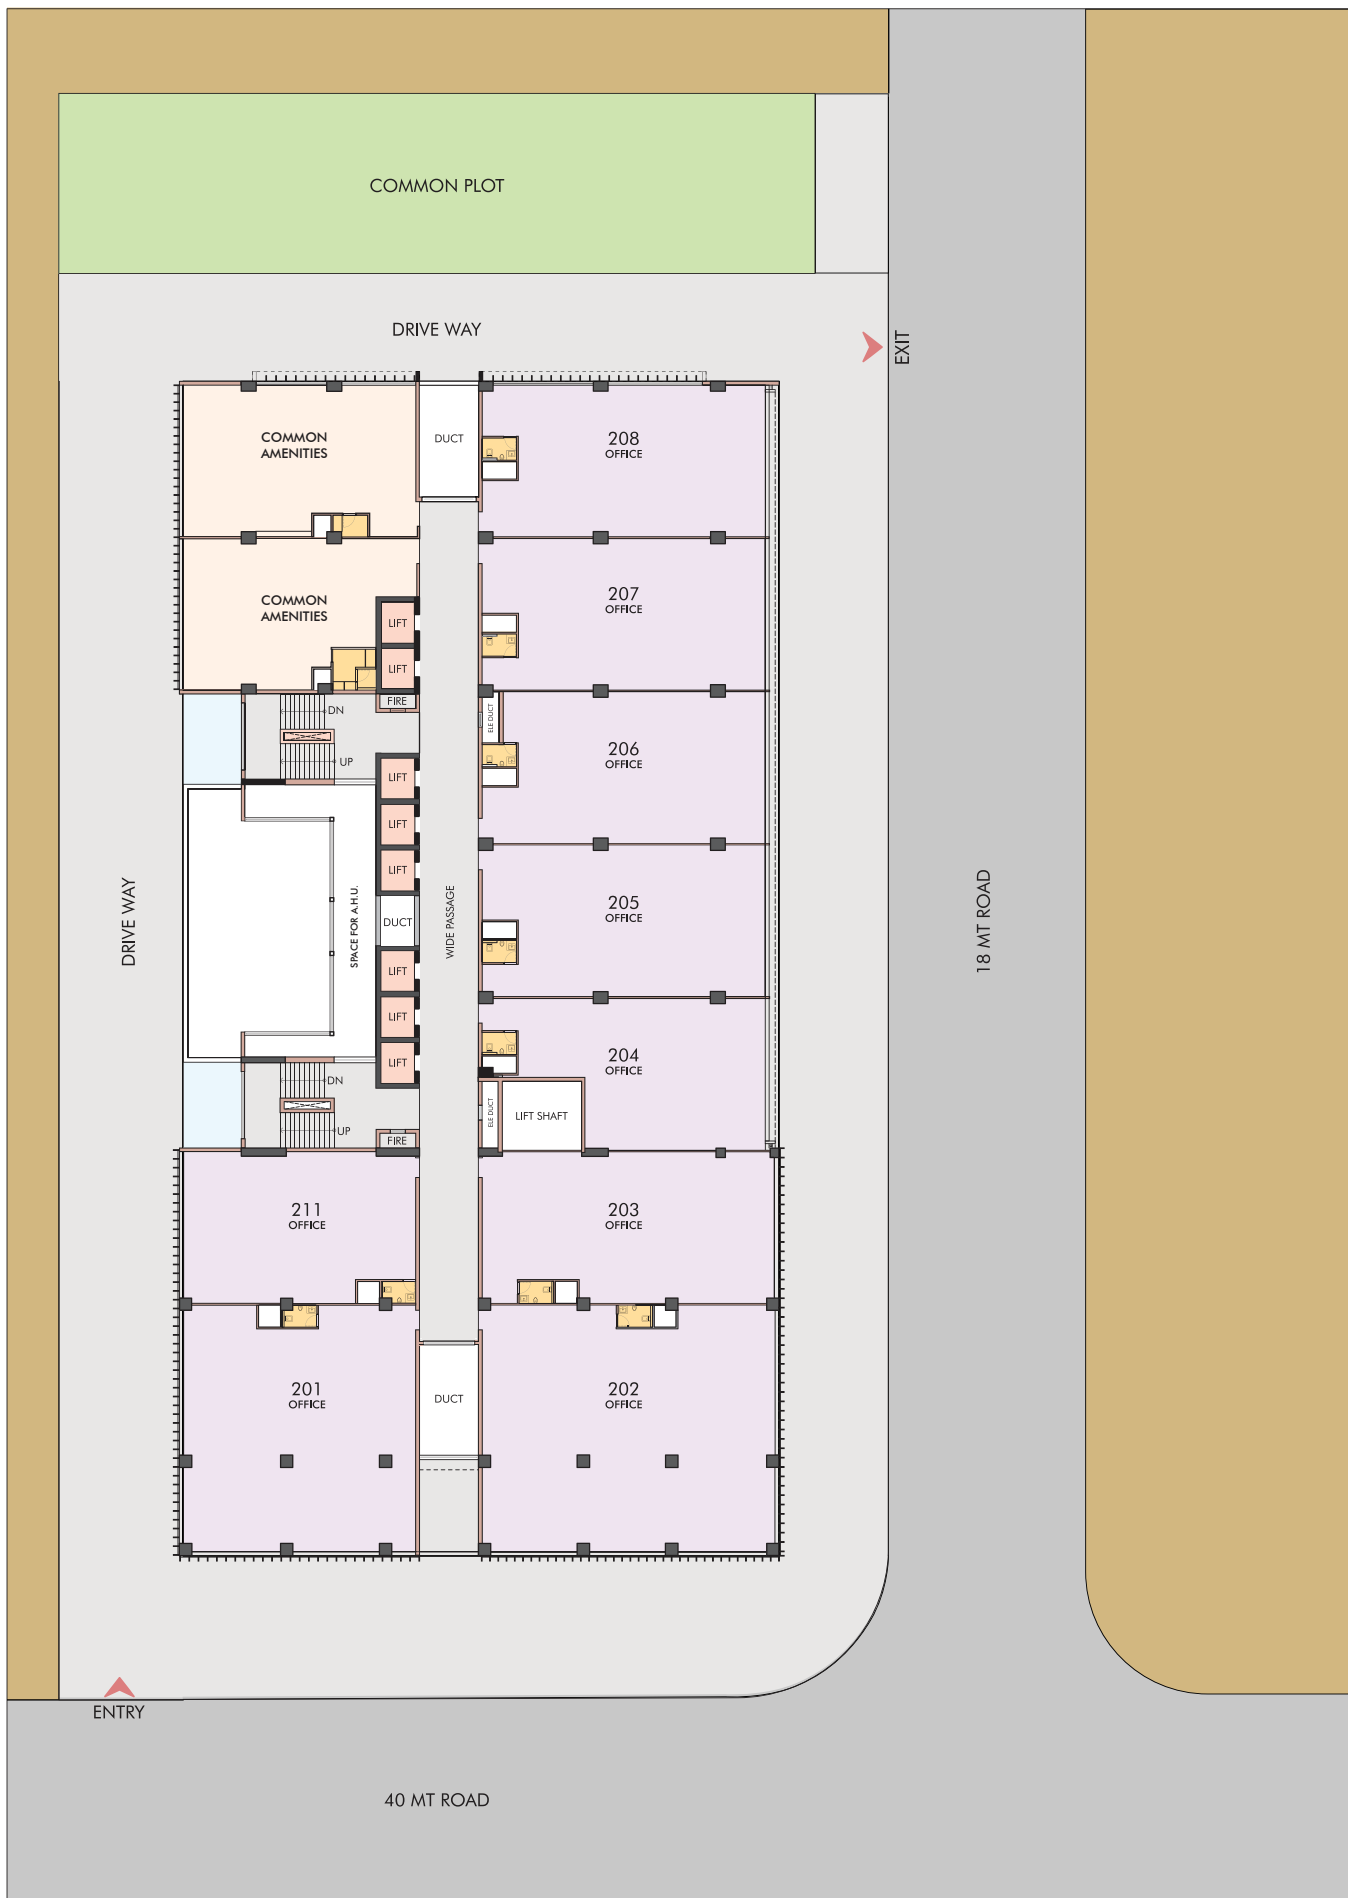 COMMON PLOT
DRIVE WAY
EXIT
COMMON
AMENITIES
DUCT
208
OFFICE
COMMON
AMENITIES
LIFT
LIFT
207
OFFICE
FIRE
DN
UP
ELE DUCT
206
OFFICE
LIFT
LIFT
LIFT
DUCT
LIFT
LIFT
LIFT
SPACE FOR A.H.U.
WIDE PASSAGE
205
OFFICE
DRIVE WAY
18 MT ROAD
204
OFFICE
DN
UP
FIRE
ELE DUCT
LIFT SHAFT
211
OFFICE
203
OFFICE
201
OFFICE
DUCT
202
OFFICE
ENTRY
40 MT ROAD